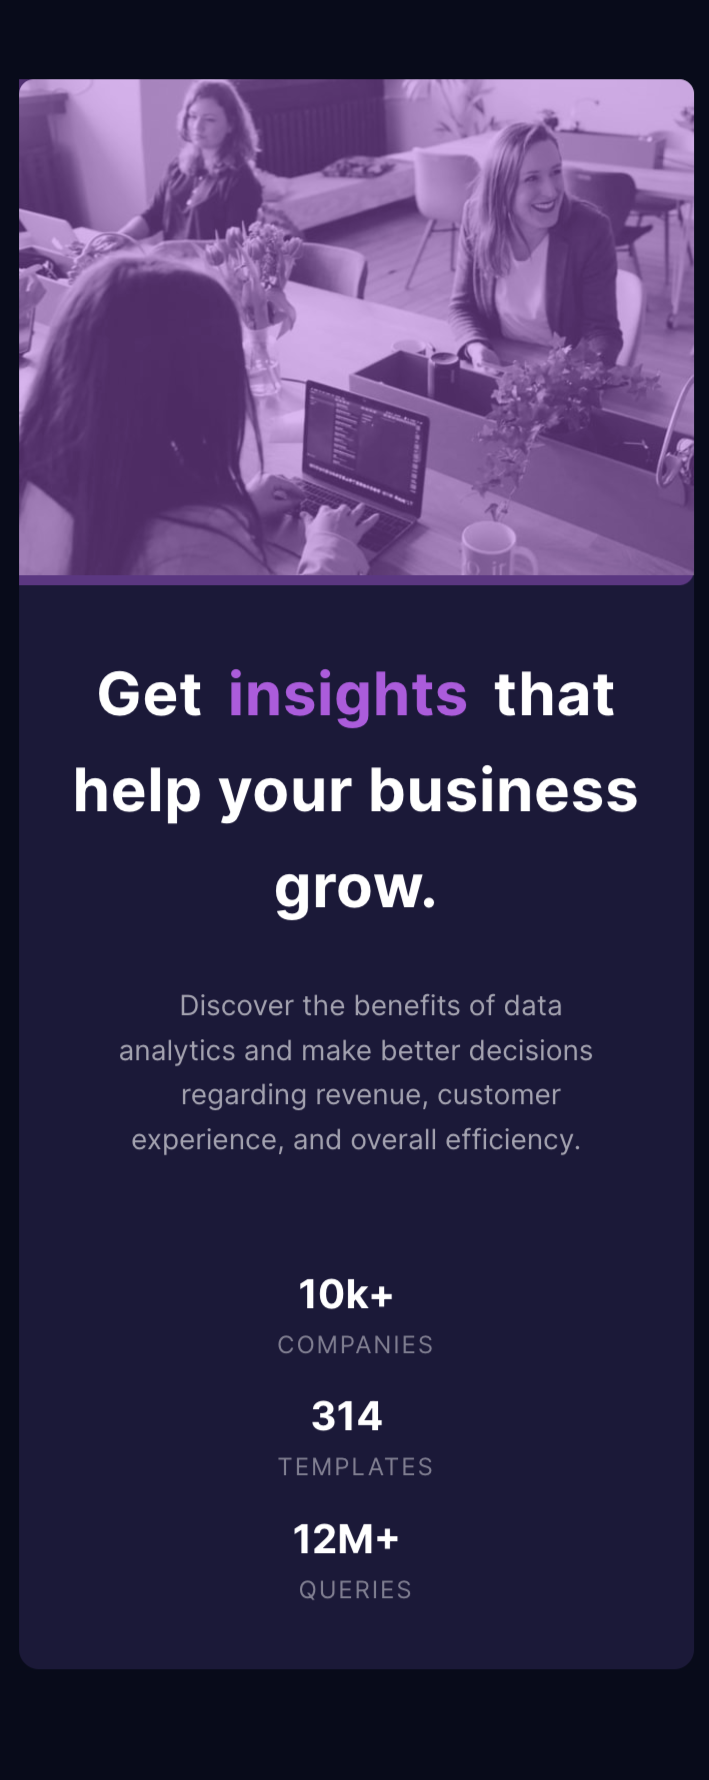 Get insights that
help your business
grow.
Discover the benefits of data
analytics and make better decisions
regarding revenue, customer
experience, and overall efficiency.
10k+
COMPANIES
314
TEMPLATES
12M+
QUERIES